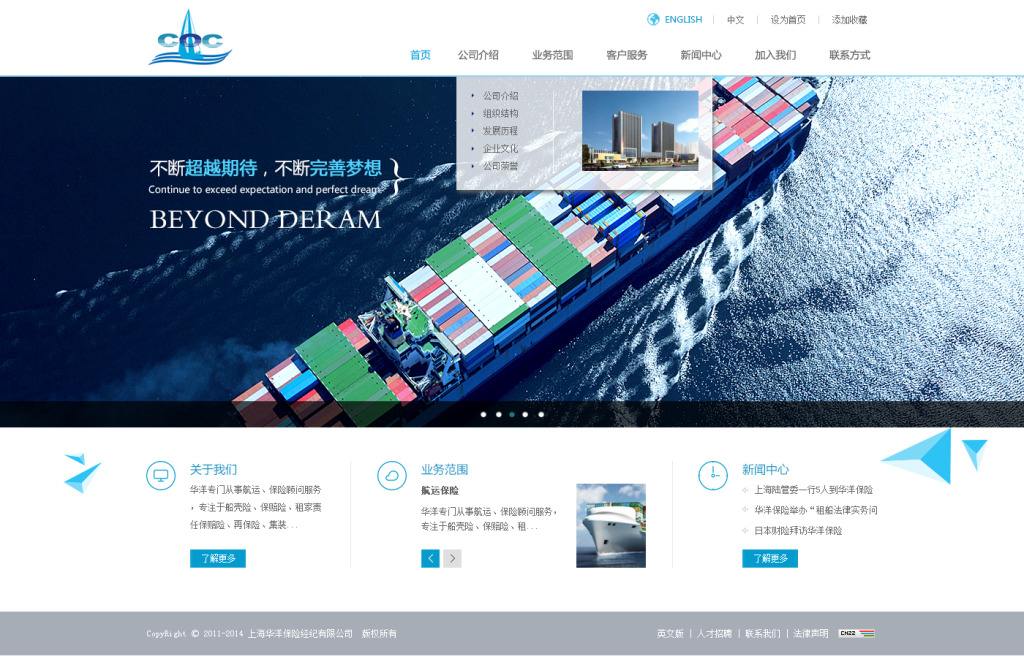 COC
ENGLISH
中文
设为首页
添加收藏
首页
公司介绍
业务范围
客户服务
新闻中心
加入我们
联系方式
公司介绍
组织结构
发展历程
企业文化
公司荣誉
不断超越期待，不断完善梦想
Continue to exceed expectation and perfect dream.
BEYOND DERAM
关于我们
华洋专门从事航运、保险顾问服务
，专注于船壳险、保赔险、租家责
任保赔险、再保险、集装...
了解更多
业务范围
航运保险
华洋专门从事航运、保险顾问服务，
专注于船壳险、保赔险、租...
新闻中心
上海陆管委一行5人到华洋保险
华洋保险举办“租船法律实务问
日本财险拜访华洋保险
了解更多
CopyRight © 2011-2014 上海华洋保险经纪有限公司 版权所有
英文版 | 人才招聘 | 联系我们 | 法律声明
CNZZ